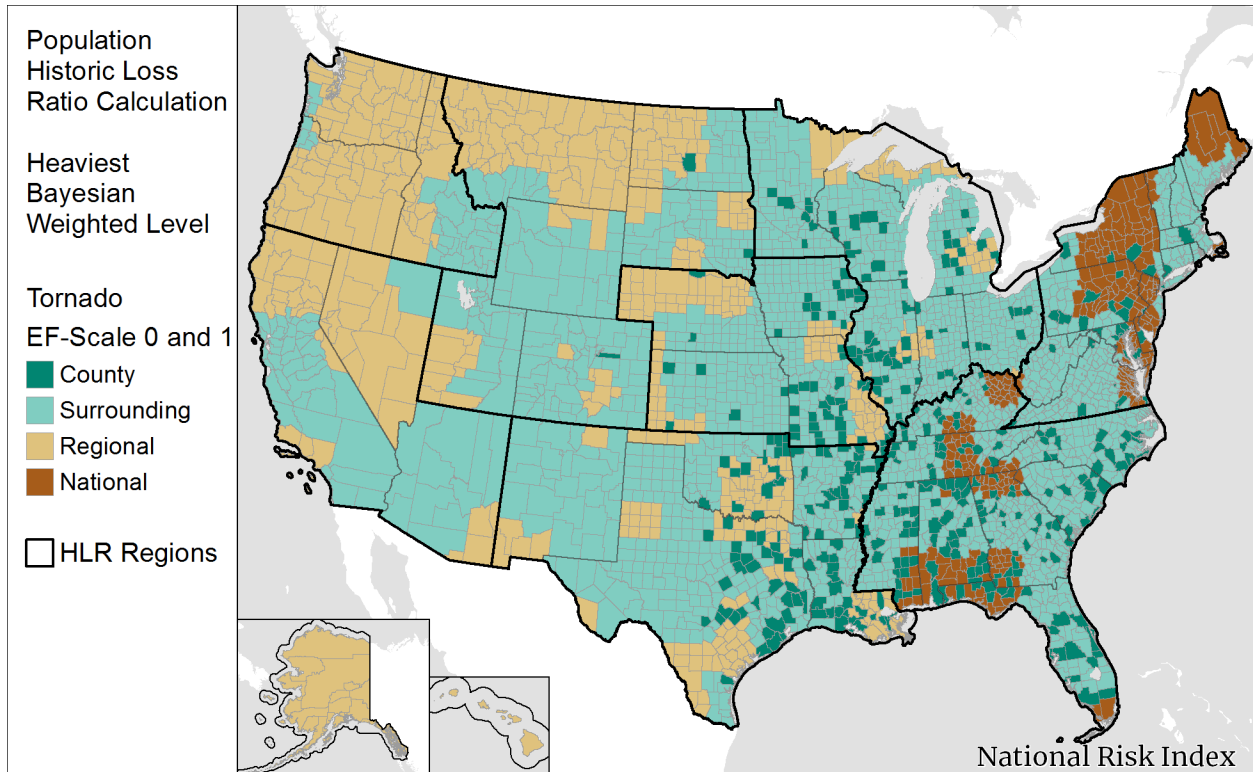 Population
Historic Loss
Ratio Calculation
Heaviest
Bayesian
Weighted Level
Tornado
EF-Scale 0 and 1
County
Surrounding
Regional
National
HLR Regions
National Risk Index